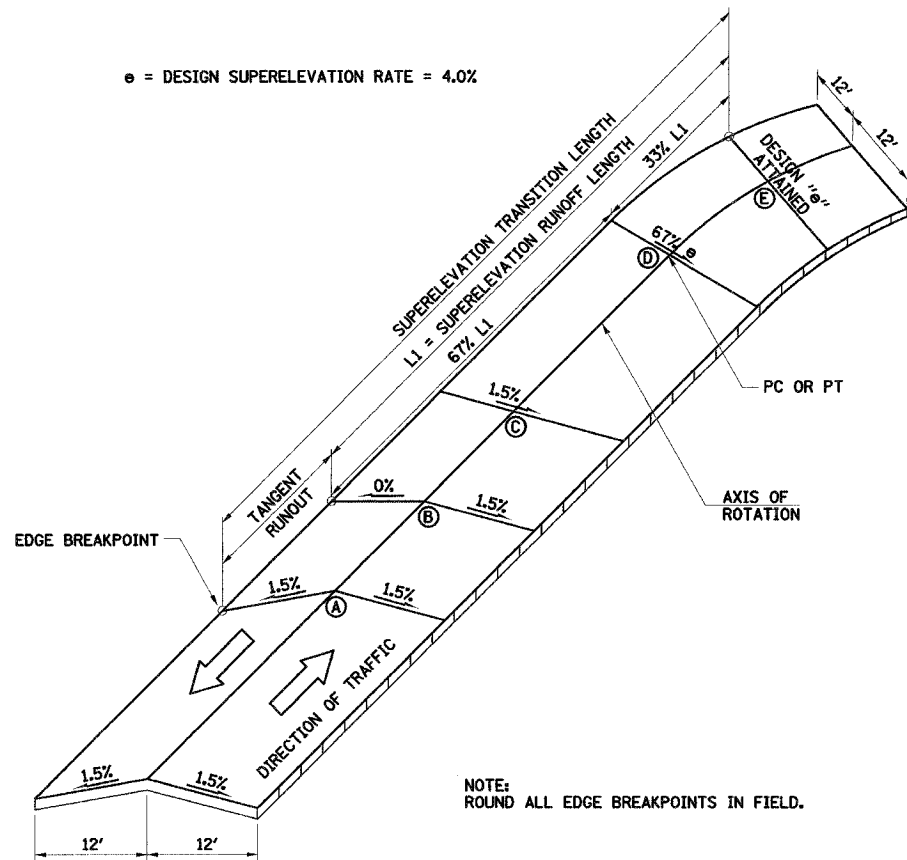 e = DESIGN SUPERELEVATION RATE = 4.0%
12'
12'
SUPERELEVATION TRANSITION LENGTH
L1 = SUPERELEVATION RUNOFF LENGTH
33% L1
67% L1
DESIGN "e"
ATTAINED
E
67% e
D
PC OR PT
1.5%
C
TANGENT
RUNOUT
0%
B
1.5%
AXIS OF
ROTATION
EDGE BREAKPOINT
1.5%
A
1.5%
DIRECTION OF TRAFFIC
1.5%
1.5%
NOTE:
ROUND ALL EDGE BREAKPOINTS IN FIELD.
12'
12'